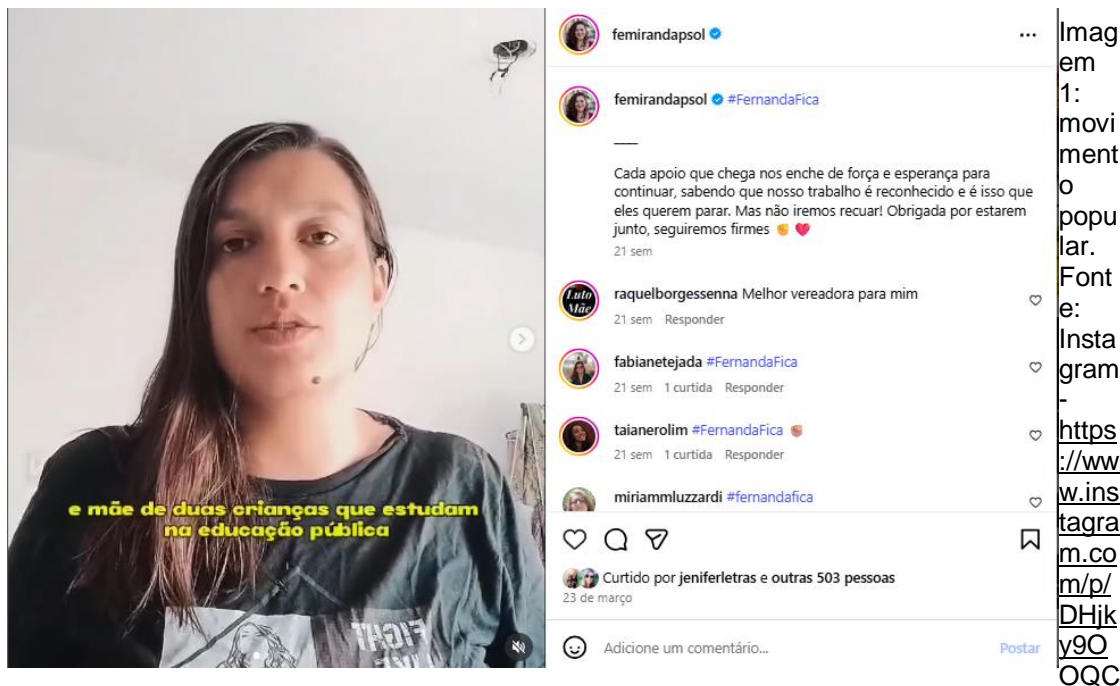 e mãe de duas crianças que estudam
na educação pública
femirandapsol
femirandapsol #FernandaFica
Cada apoio que chega nos enche de força e esperança para
continuar, sabendo que nosso trabalho é reconhecido e é isso que
eles querem parar. Mas não iremos recuar! Obrigada por estarem
junto, seguiremos firmes ✊ ❤️
21 sem
Luto
Mãe
raquelborgessenna Melhor vereadora para mim
21 sem Responder
fabianetejada #FernandaFica
21 sem 1 curtida Responder
taianerolim #FernandaFica ✊🏽
21 sem 1 curtida Responder
miriammluzzardi #fernandafica
Curtido por jeniferletras e outras 503 pessoas
23 de março
Adicione um comentário... Postar
Imag
em
1:
movi
ment
o
popu
lar.
Font
e:
Insta
gram
-
https
://ww
w.ins
tagra
m.co
m/p/
DHjk
y9O
OQC